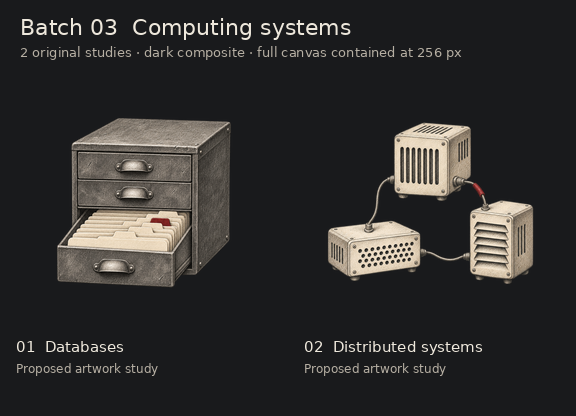 Batch 03  Computing systems
2 original studies · dark composite · full canvas contained at 256 px
01  Databases
Proposed artwork study
02  Distributed systems
Proposed artwork study